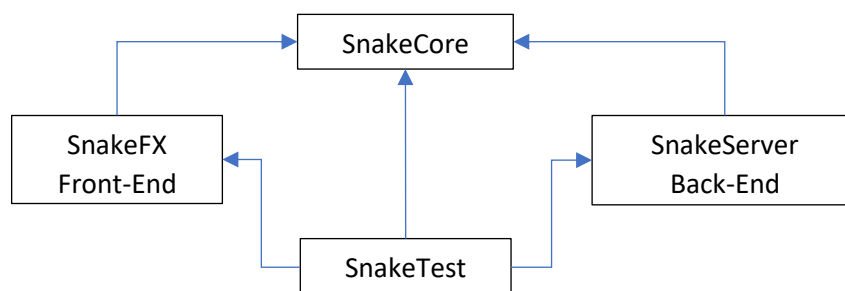 SnakeCore
SnakeFX
Front-End
SnakeServer
Back-End
SnakeTest